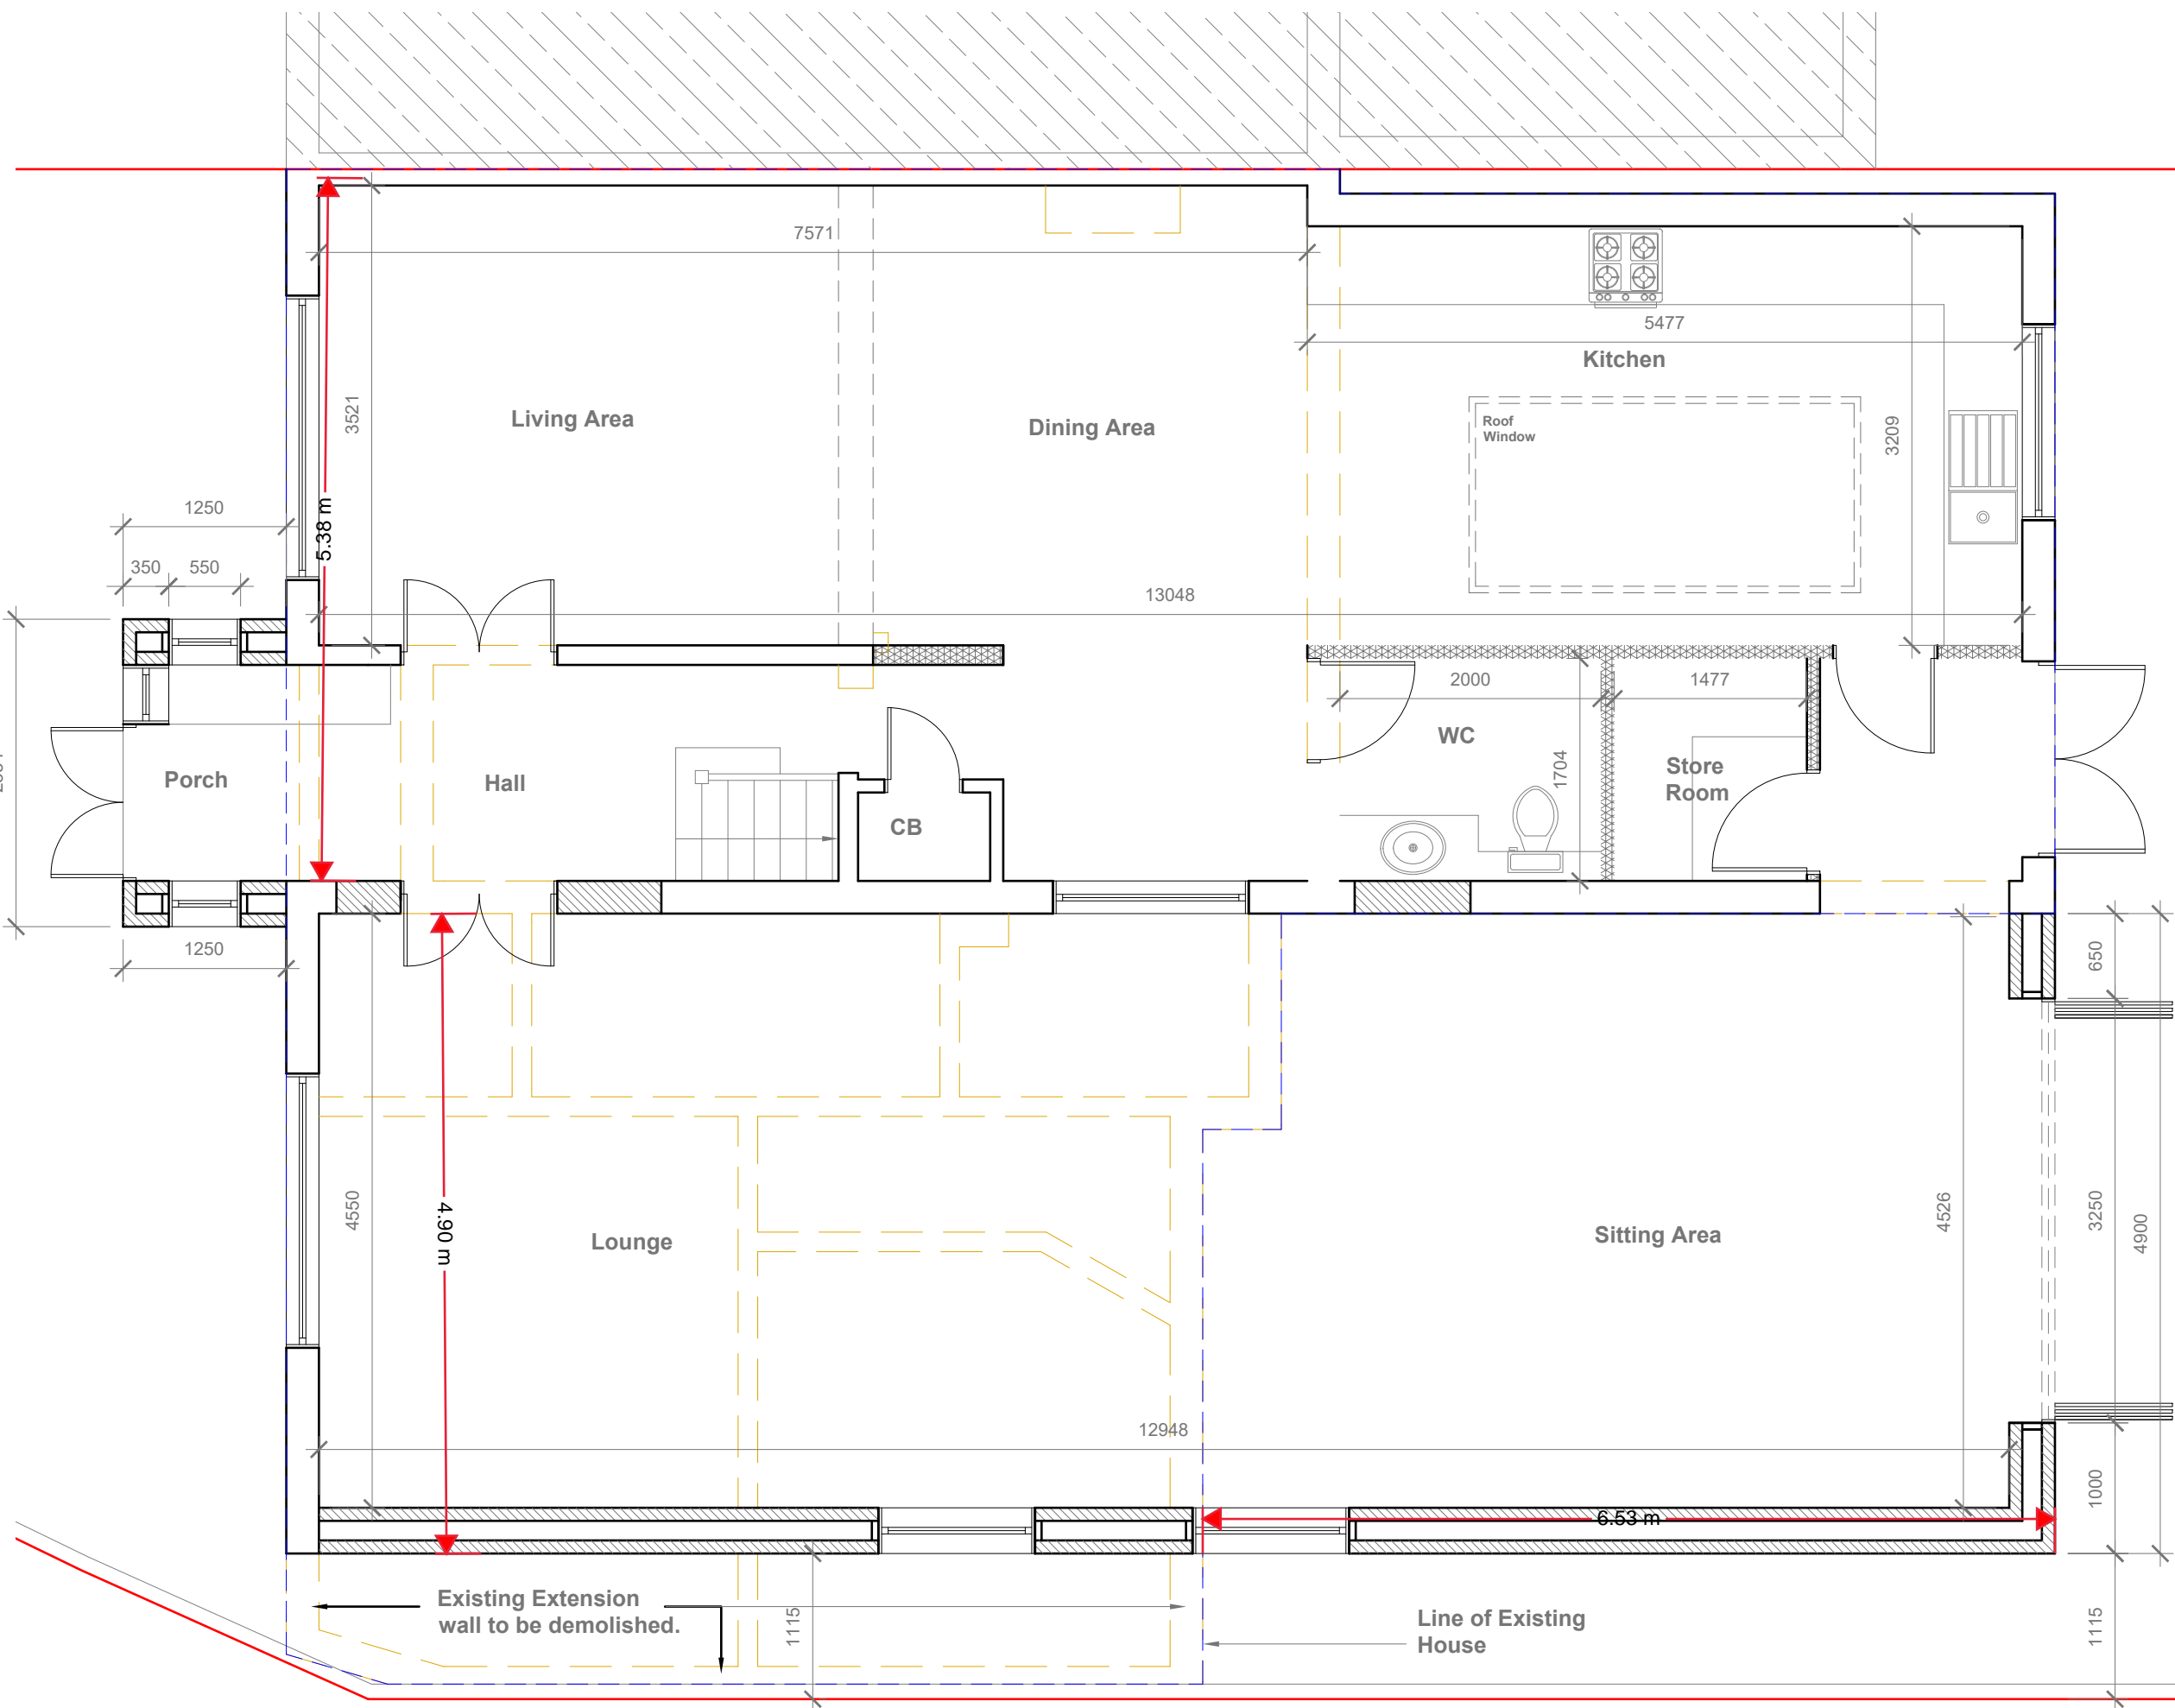 7571
5477
Kitchen
Living Area
Dining Area
Roof
Window
3521
3209
5.38 m
1250
350
550
13048
2000
1477
WC
Porch
Hall
Store
Room
1704
CB
1250
650
4550
4.90 m
Lounge
Sitting Area
4526
3250
4900
12948
1000
6.53 m
Existing Extension
wall to be demolished.
1115
Line of Existing
House
1115